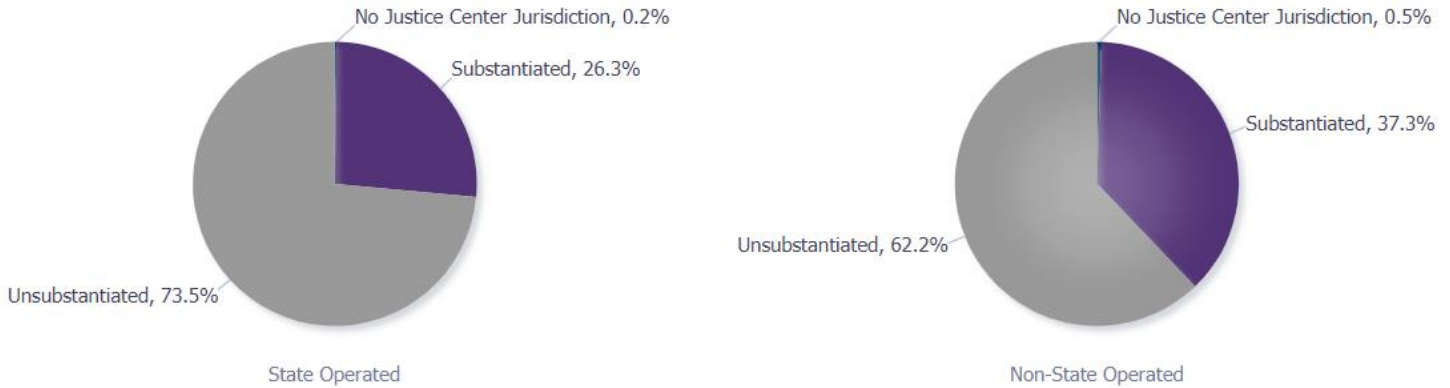 No Justice Center Jurisdiction, 0.2%
Substantiated, 26.3%
Unsubstantiated, 73.5%
State Operated
No Justice Center Jurisdiction, 0.5%
Substantiated, 37.3%
Unsubstantiated, 62.2%
Non-State Operated